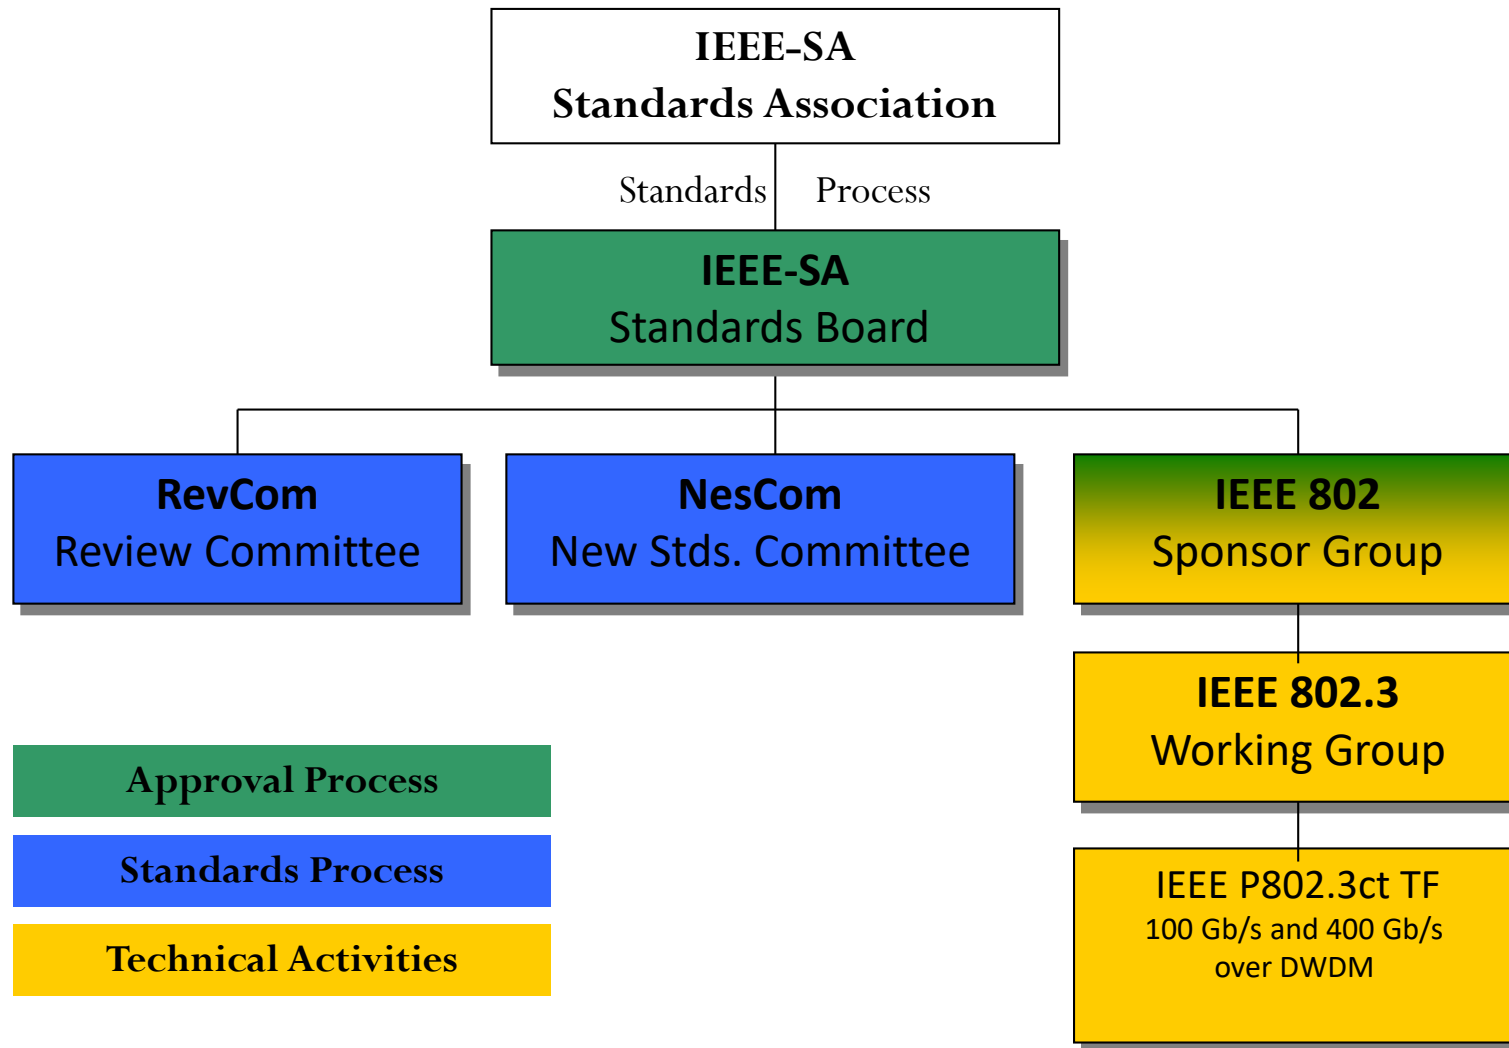 IEEE-SA
Standards Association
Standards Process
IEEE-SA
Standards Board
RevCom
Review Committee
NesCom
New Stds. Committee
IEEE 802
Sponsor Group
IEEE 802.3
Working Group
Approval Process
Standards Process
Technical Activities
IEEE P802.3ct TF
100 Gb/s and 400 Gb/s
over DWDM